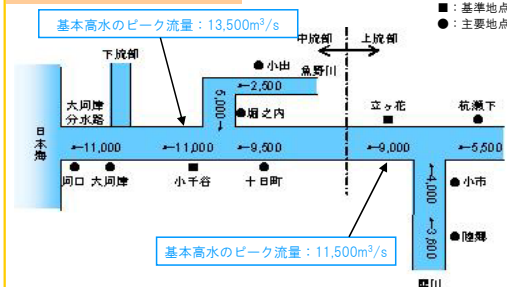 ■：基準地点
●：主要地点
基本高水のピーク流量：13,500m³/s
中流部
上流部
下流部
●小出
魚野川
←2,500
5,000→
●堀之内
大河津
分水路
立ヶ花
■
杭瀬下
●
日本海
←11,000
←11,000
←9,500
←9,000
←5,500
河口
大河津
小千谷
十日町
←4,000
●小市
←3,800
●陸郷
基本高水のピーク流量：11,500m³/s
犀川